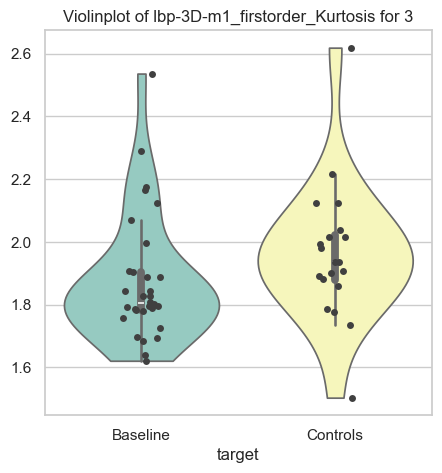 Violinplot of lbp-3D-m1_firstorder_Kurtosis for 3
2.6
2.4
2.2
2.0
1.8
1.6
Baseline Controls
target